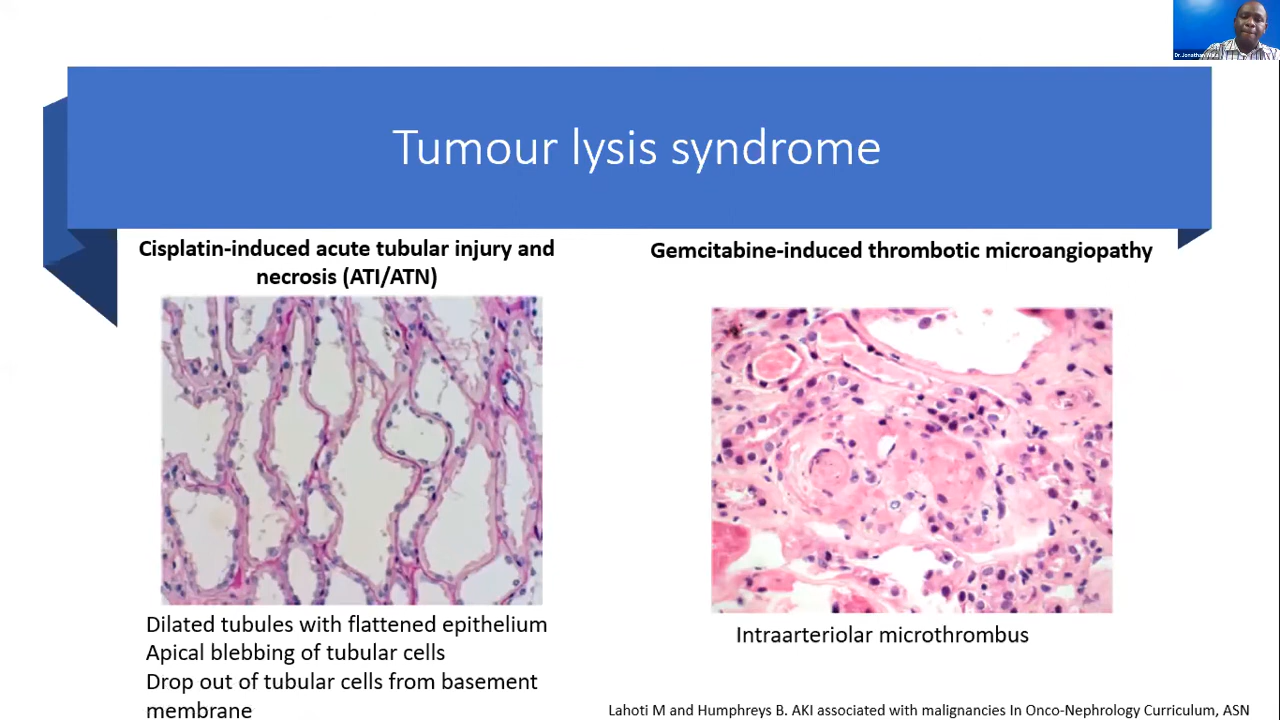 Dr.Jonathan
Tumour lysis syndrome
Cisplatin-induced acute tubular injury and
necrosis (ATI/ATN)
Gemcitabine-induced thrombotic microangiopathy
Dilated tubules with flattened epithelium
Apical blebbing of tubular cells
Drop out of tubular cells from basement
membrane
Intraarteriolar microthrombus
Lahoti M and Humphreys B. AKI associated with malignancies In Onco-Nephrology Curriculum, ASN